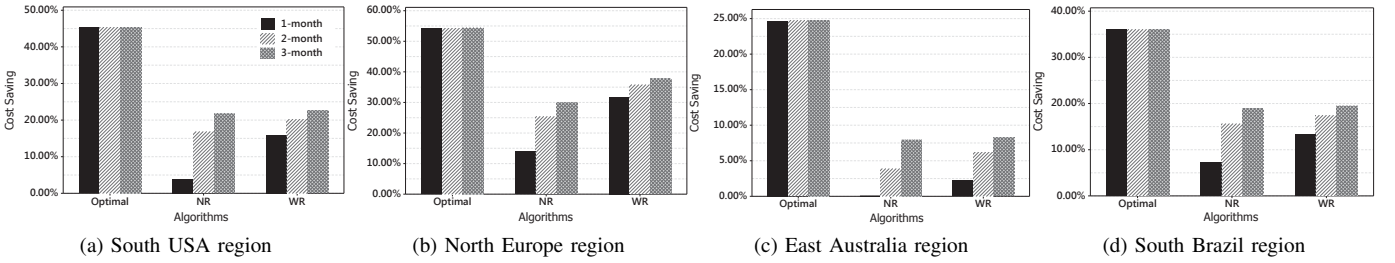 50.00%
40.00%
30.00%
20.00%
10.00%
0.00%
Cost Saving
1-month
2-month
3-month
Optimal NR WR
Algorithms
(a) South USA region
60.00%
50.00%
40.00%
30.00%
20.00%
10.00%
0.00%
Cost Saving
Optimal NR WR
Algorithms
(b) North Europe region
25.00%
20.00%
15.00%
10.00%
5.00%
0.00%
Cost Saving
Optimal NR WR
Algorithms
(c) East Australia region
40.00%
30.00%
20.00%
10.00%
0.00%
Cost Saving
Optimal NR WR
Algorithms
(d) South Brazil region